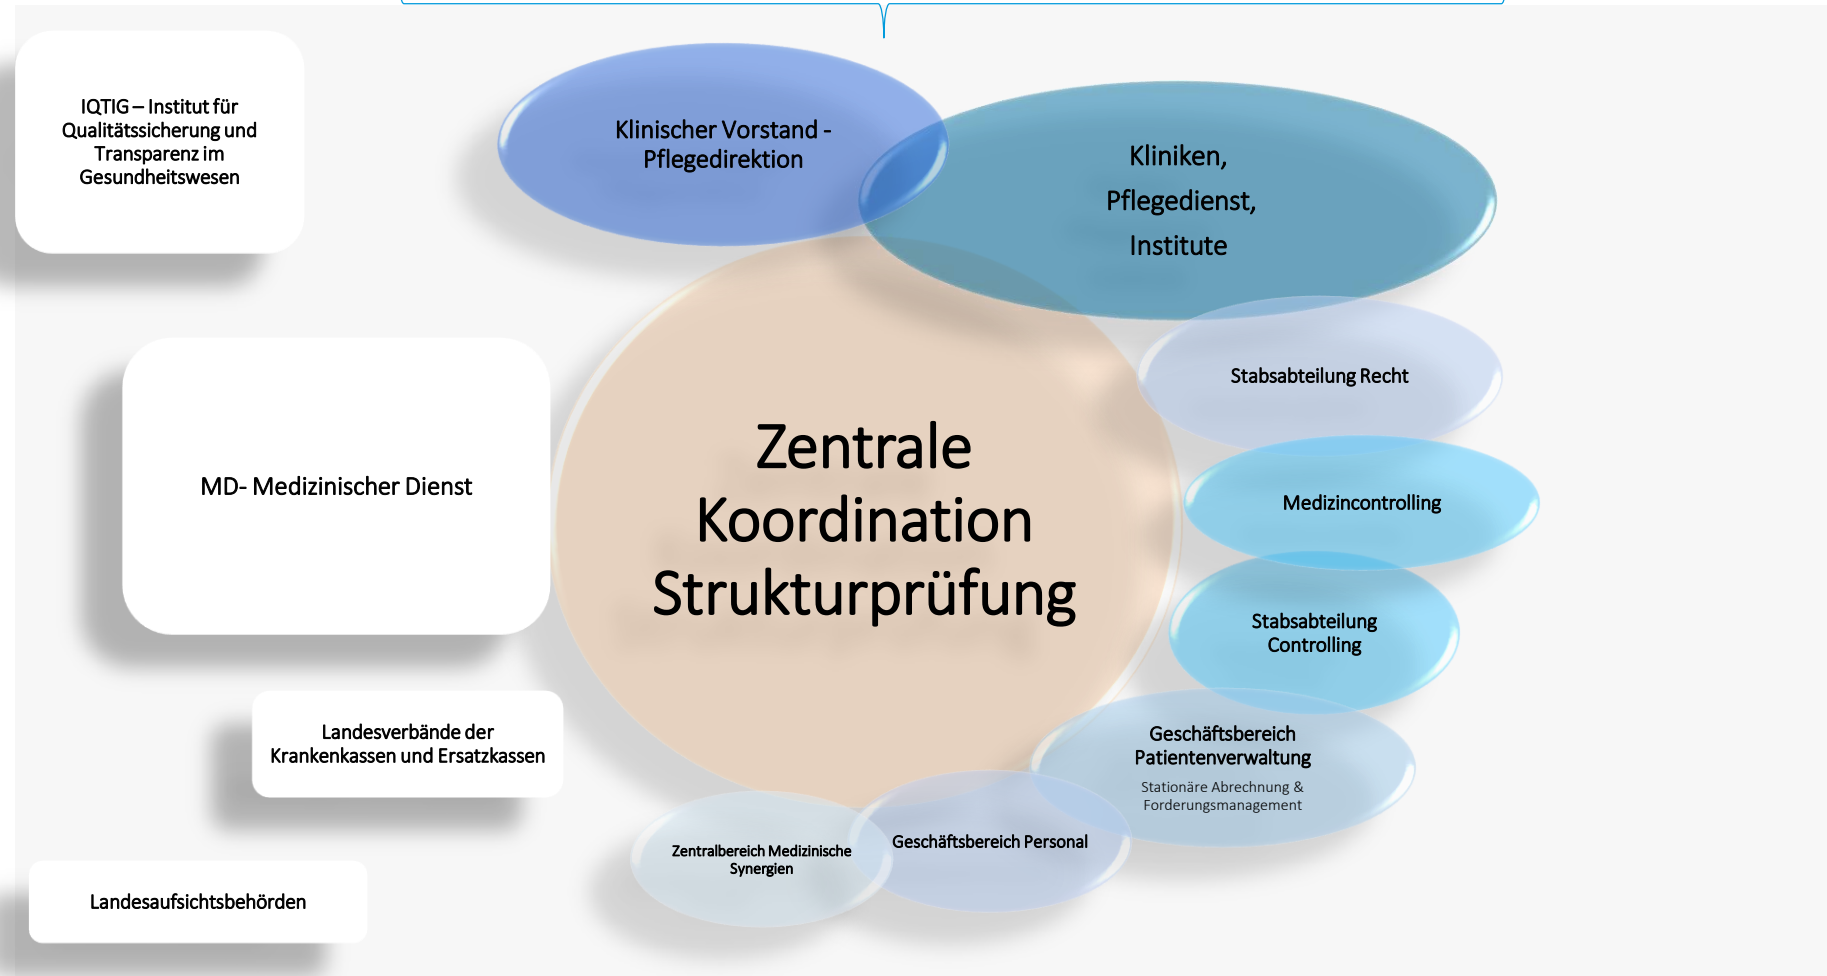 IQTIG – Institut für
Qualitätssicherung und
Transparenz im
Gesundheitswesen
Klinischer Vorstand -
Pflegedirektion
Kliniken,
Pflegedienst,
Institute
Stabsabteilung Recht
MD- Medizinischer Dienst
Zentrale
Koordination
Strukturprüfung
Medizincontrolling
Stabsabteilung
Controlling
Landesverbände der
Krankenkassen und Ersatzkassen
Geschäftsbereich
Patientenverwaltung
Stationäre Abrechnung &
Forderungsmanagement
Geschäftsbereich Personal
Zentralbereich Medizinische
Synergien
Landesaufsichtsbehörden